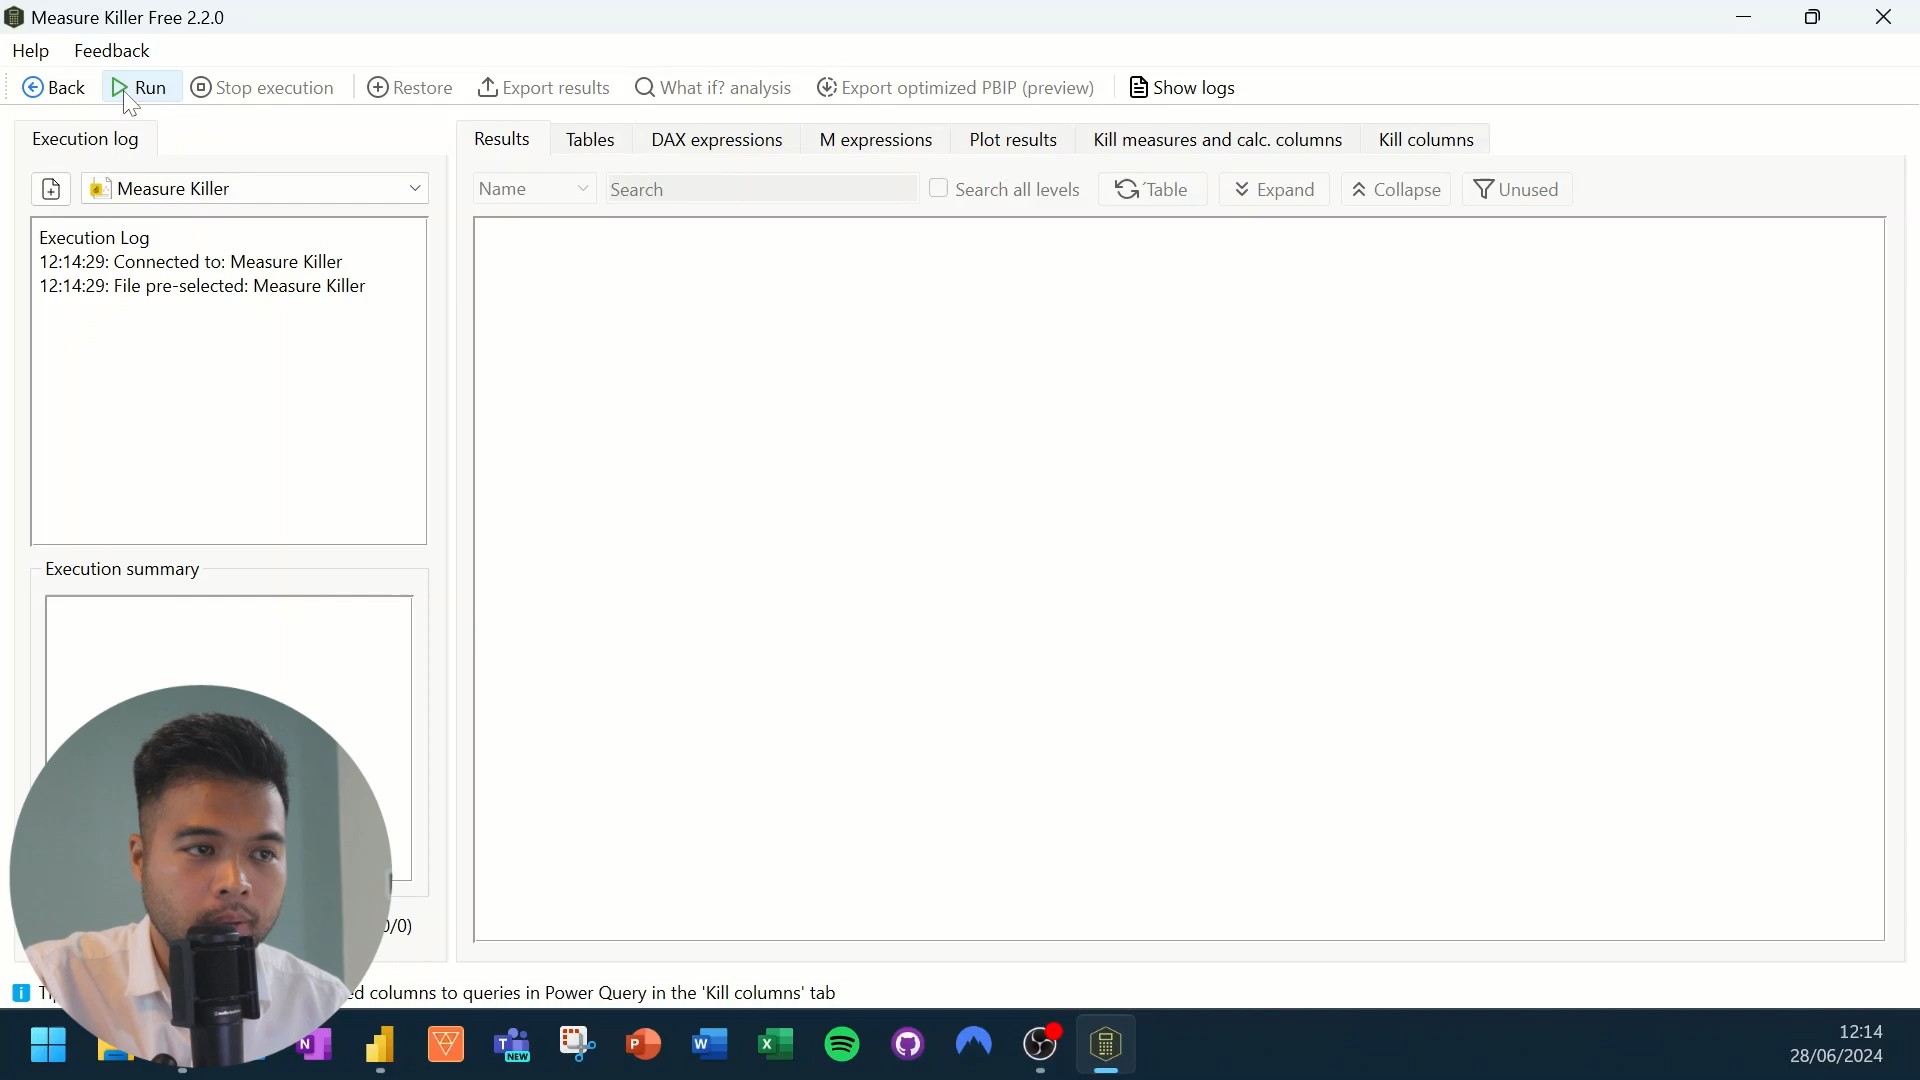 Measure Killer Free 2.2.0
Help Feedback
Back Run Stop execution Restore Export results What if? analysis Export optimized PBIP (preview) Show logs
Execution log
Results Tables DAX expressions M expressions Plot results Kill measures and calc. columns Kill columns
Measure Killer
Name Search Search all levels Table Expand Collapse Unused
Execution Log
12:14:29: Connected to: Measure Killer
12:14:29: File pre-selected: Measure Killer
Execution summary
/0)
columns to queries in Power Query in the 'Kill columns' tab
N T NEW P W X
12:14
28/06/2024